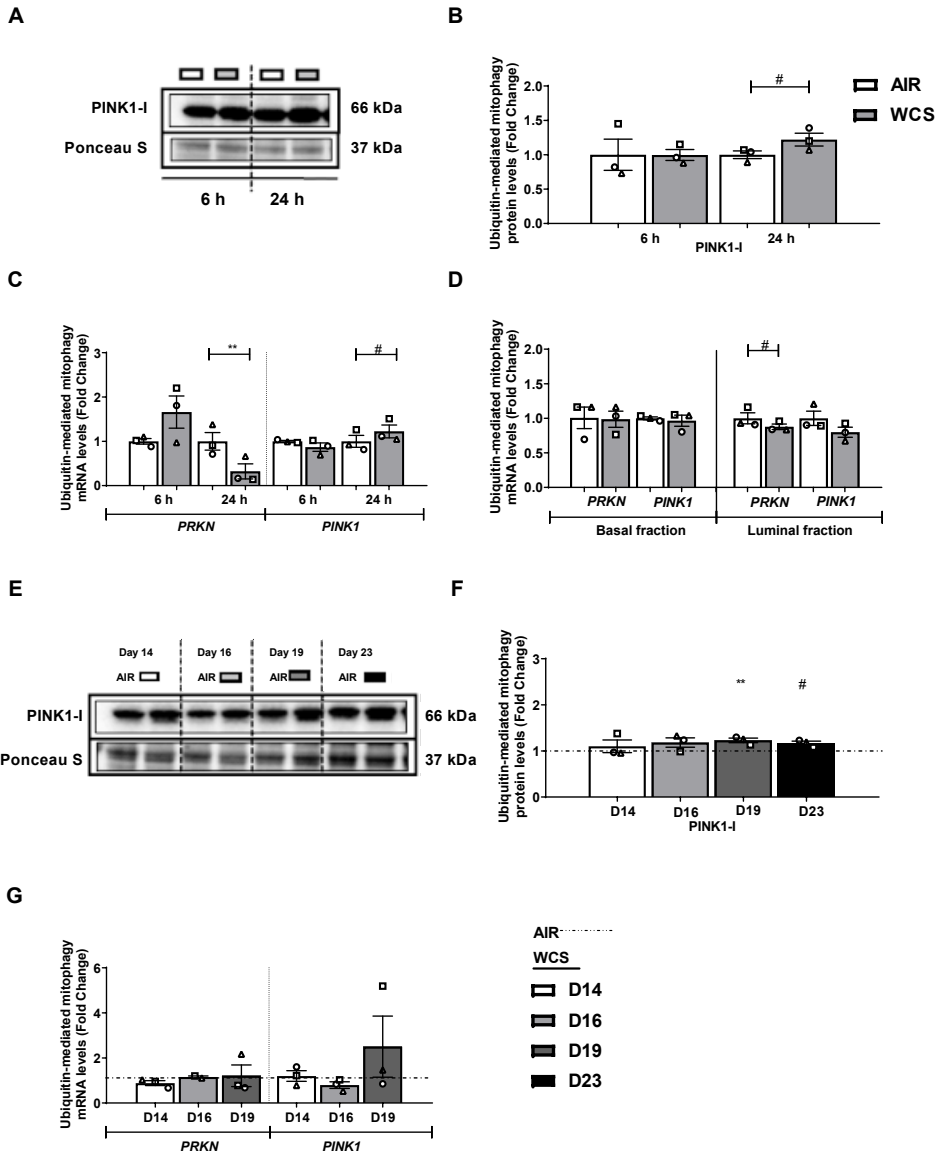 A
PINK1-I
66 kDa
Ponceau S
37 kDa
6 h
24 h
B
Ubiquitin-mediated mitophagy
protein levels (Fold Change)
2.0
1.5
1.0
0.5
0.0
#
6 h
24 h
PINK1-I
AIR
WCS
C
Ubiquitin-mediated mitophagy
mRNA levels (Fold Change)
3
2
1
0
**
#
6 h
24 h
6 h
24 h
PRKN
PINK1
D
Ubiquitin-mediated mitophagy
mRNA levels (Fold Change)
2.0
1.5
1.0
0.5
0.0
#
PRKN
PINK1
PRKN
PINK1
Basal fraction
Luminal fraction
E
Day 14
Day 16
Day 19
Day 23
AIR
AIR
AIR
AIR
PINK1-I
66 kDa
Ponceau S
37 kDa
F
Ubiquitin-mediated mitophagy
protein levels (Fold Change)
3
2
1
0
**
#
D14
D16
D19
D23
PINK1-I
G
Ubiquitin-mediated mitophagy
mRNA levels (Fold Change)
6
4
2
0
D14
D16
D19
D14
D16
D19
PRKN
PINK1
AIR
WCS
D14
D16
D19
D23